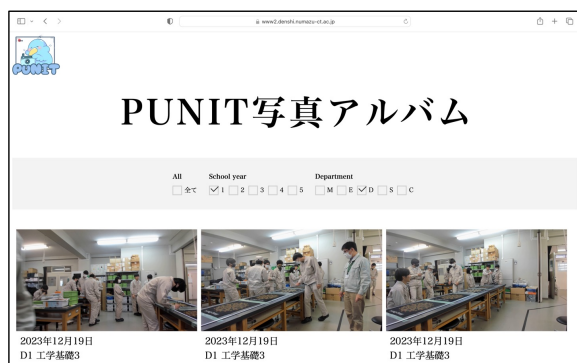 www2.denshi.numazu-ct.ac.jp
PUNIT
PUNIT写真アルバム
All School year Department
全て 1 2 3 4 5 M E D S C
2023年12月19日 2023年12月19日 2023年12月19日
D1 工学基礎3 D1 工学基礎3 D1 工学基礎3